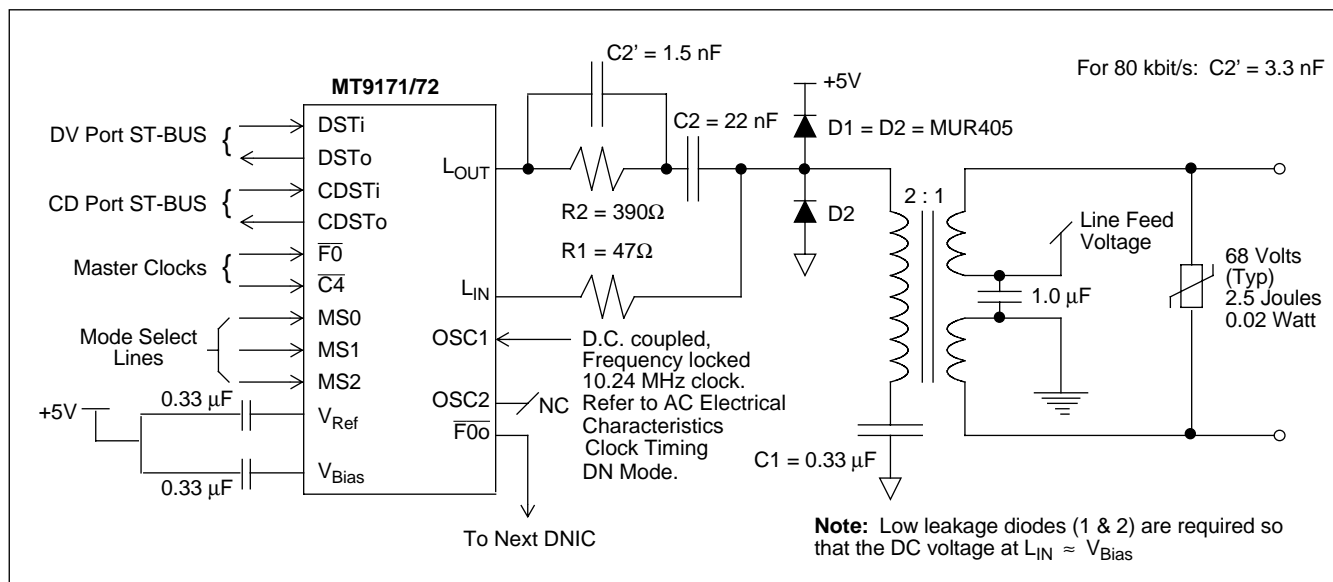 C2’ = 1.5 nF
For 80 kbit/s: C2’ = 3.3 nF
MT9171/72
+5V
DV Port ST-BUS {
DSTi
DSTo
C2 = 22 nF
D1 = D2 = MUR405
LOUT
CD Port ST-BUS {
CDSTi
CDSTo
R2 = 390Ω
D2
2 : 1
Line Feed
Voltage
Master Clocks {
F0
C4
R1 = 47Ω
LIN
68 Volts
(Typ)
2.5 Joules
0.02 Watt
1.0 µF
Mode Select
Lines
MS0
MS1
MS2
OSC1
D.C. coupled,
Frequency locked
10.24 MHz clock.
Refer to AC Electrical
Characteristics
Clock Timing
DN Mode.
+5V
0.33 µF
VRef
OSC2
NC
F0o
0.33 µF
VBias
C1 = 0.33 µF
To Next DNIC
Note: Low leakage diodes (1 & 2) are required so
that the DC voltage at LIN ≈ VBias